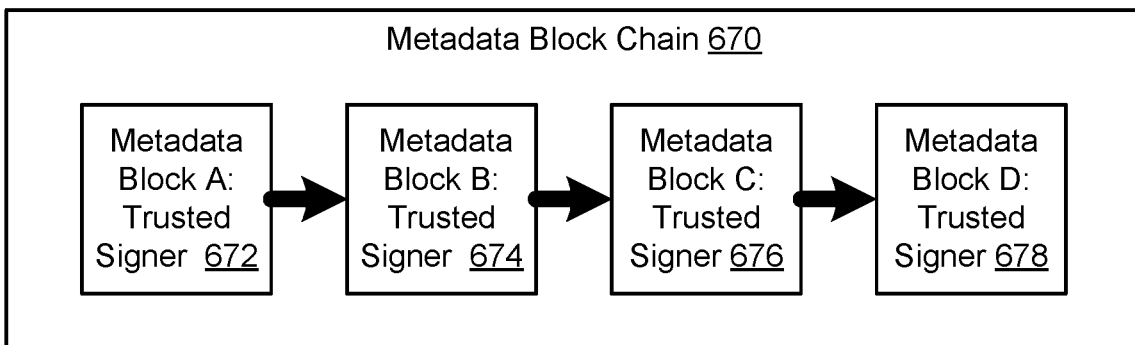 Metadata Block Chain 670
Metadata
Block A:
Trusted
Signer 672
Metadata
Block B:
Trusted
Signer 674
Metadata
Block C:
Trusted
Signer 676
Metadata
Block D:
Trusted
Signer 678